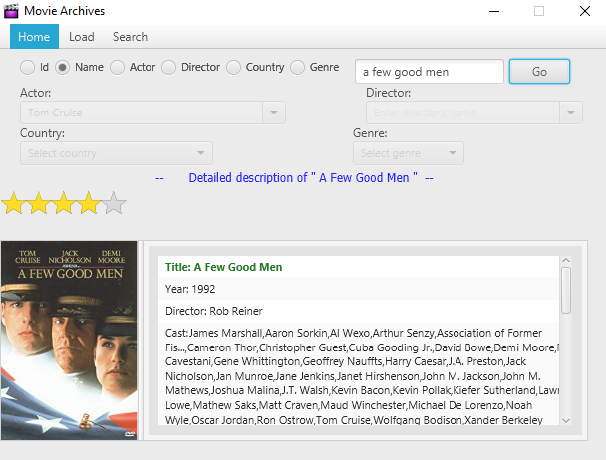 Movie Archives
Home Load Search
Id Name Actor Director Country Genre a few good men Go
Actor: Director:
Tom Cruise Enter director's name
Country: Genre:
Select country Select genre
-- Detailed description of " A Few Good Men " --
TOM CRUISE JACK NICHOLSON DEMI MOORE
A FEW GOOD MEN
DVD
Title: A Few Good Men
Year: 1992
Director: Rob Reiner
Cast:James Marshall,Aaron Sorkin,Al Wexo,Arthur Senzy,Association of Former
Fis...,Cameron Thor,Christopher Guest,Cuba Gooding Jr.,David Bowe,Demi Moore,
Cavestani,Gene Whittington,Geoffrey Nauffts,Harry Caesar,J.A. Preston,Jack
Nicholson,Jan Munroe,Jane Jenkins,Janet Hirshenson,John M. Jackson,John M.
Mathews,Joshua Malina,J.T. Walsh,Kevin Bacon,Kevin Pollak,Kiefer Sutherland,
Lowe,Mathew Saks,Matt Craven,Maud Winchester,Michael De Lorenzo,Noah
Wyle,Oscar Jordan,Ron Ostrow,Tom Cruise,Wolfgang Bodison,Xander Berkeley